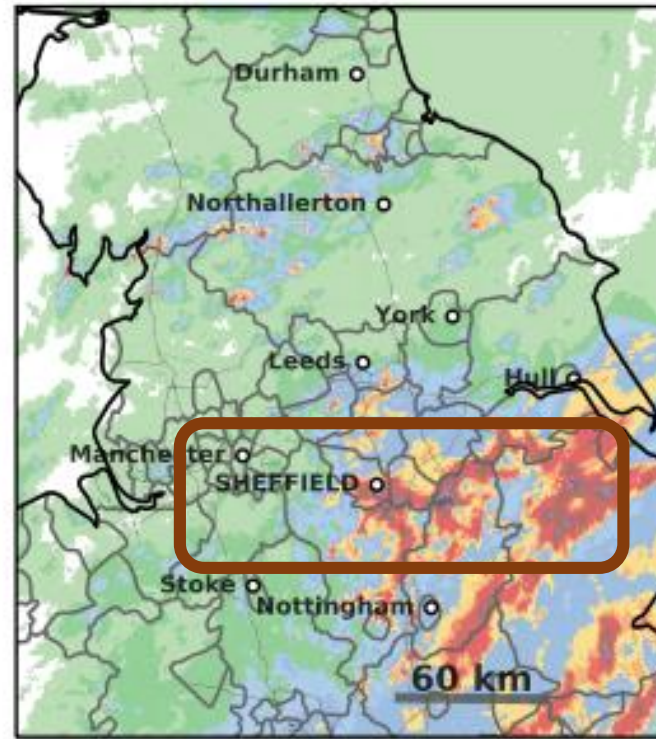 Durham
Northallerton
York
Leeds
Hull
Manchester
SHEFFIELD
Stoke
Nottingham
60 km